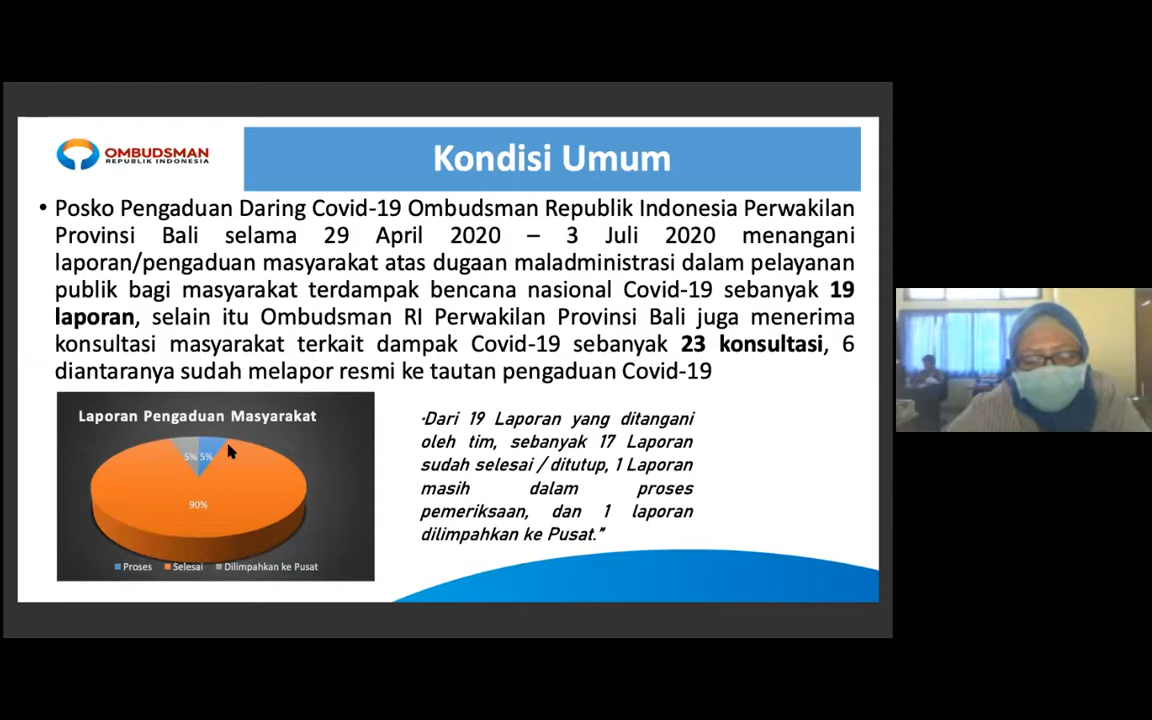 OMBUDSMAN
REPUBLIK INDONESIA
Kondisi Umum
• Posko Pengaduan Daring Covid-19 Ombudsman Republik Indonesia Perwakilan
Provinsi Bali selama 29 April 2020 – 3 Juli 2020 menangani
laporan/pengaduan masyarakat atas dugaan maladministrasi dalam pelayanan
publik bagi masyarakat terdampak bencana nasional Covid-19 sebanyak 19
laporan, selain itu Ombudsman RI Perwakilan Provinsi Bali juga menerima
konsultasi masyarakat terkait dampak Covid-19 sebanyak 23 konsultasi, 6
diantaranya sudah melapor resmi ke tautan pengaduan Covid-19
Laporan Pengaduan Masyarakat
5% 5%
90%
Proses Selesai Dilimpahkan ke Pusat
“Dari 19 Laporan yang ditangani
oleh tim, sebanyak 17 Laporan
sudah selesai / ditutup, 1 Laporan
masih dalam proses
pemeriksaan, dan 1 laporan
dilimpahkan ke Pusat.”